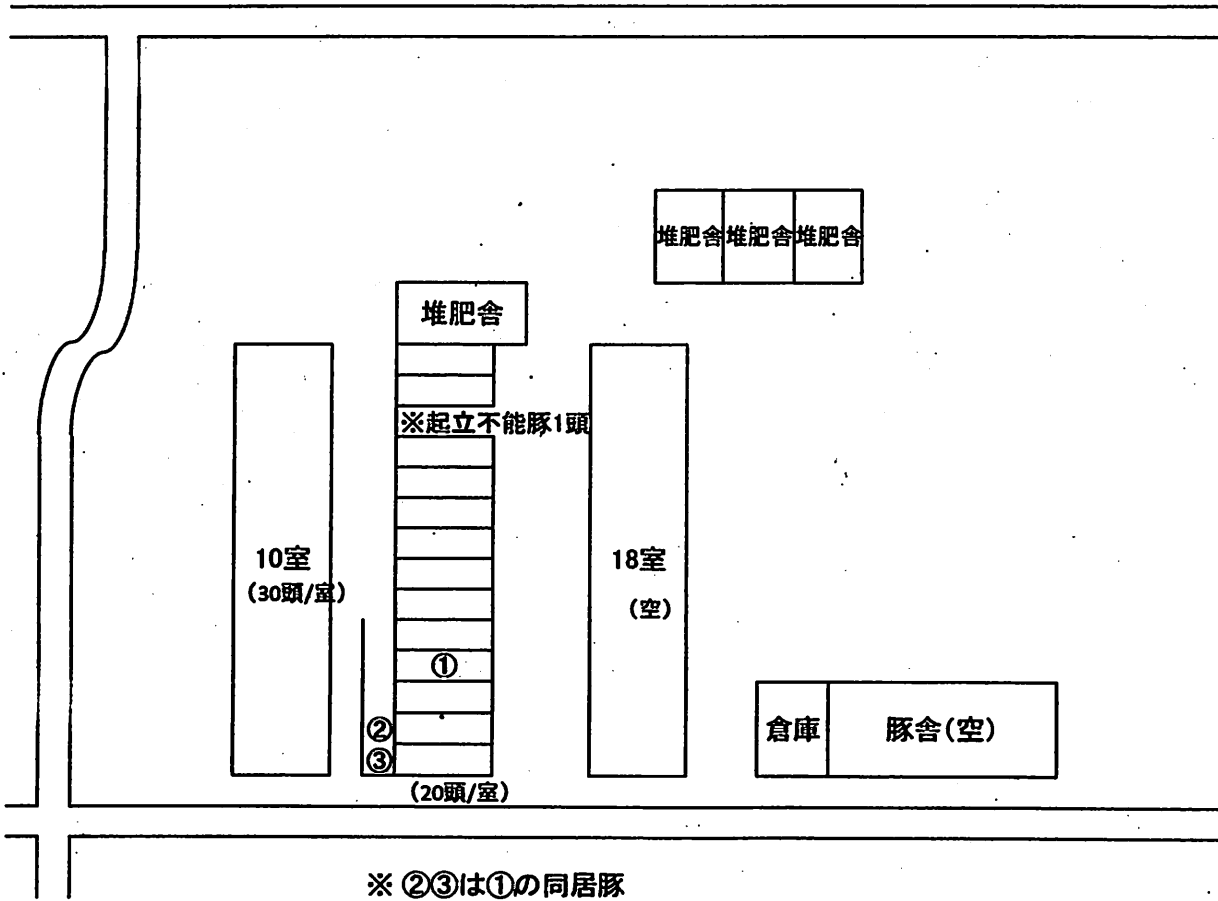 堆肥舎 堆肥舎 堆肥舎
堆肥舎
※起立不能豚1頭
10室
(30頭/室)
18室
(空)
①
②
③
倉庫
豚舎(空)
(20頭/室)
※ ②③は①の同居豚